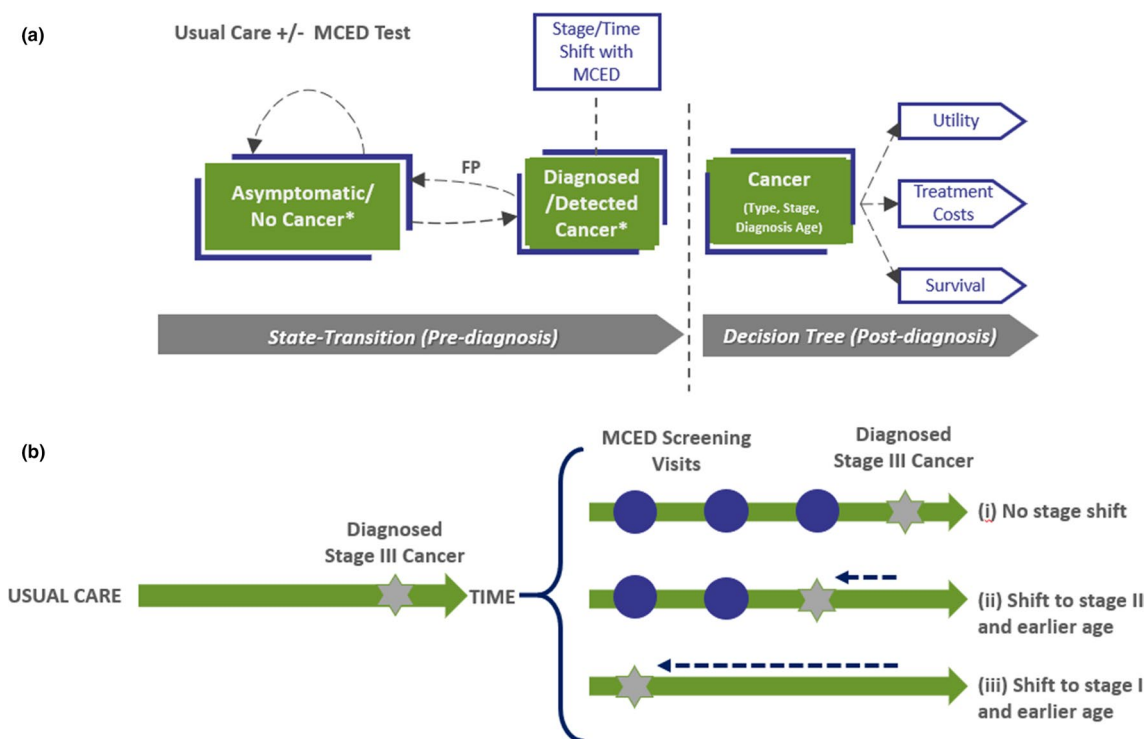 (a)
Usual Care +/- MCED Test
Stage/Time
Shift with
MCED
Asymptomatic/
No Cancer*
FP
Diagnosed
/Detected
Cancer*
Cancer
(Type, Stage,
Diagnosis Age)
Utility
Treatment
Costs
Survival
State-Transition (Pre-diagnosis)
Decision Tree (Post-diagnosis)
(b)
MCED Screening
Visits
Diagnosed
Stage III Cancer
(i) No stage shift
Diagnosed
Stage III Cancer
USUAL CARE
TIME
(ii) Shift to stage II
and earlier age
(iii) Shift to stage I
and earlier age